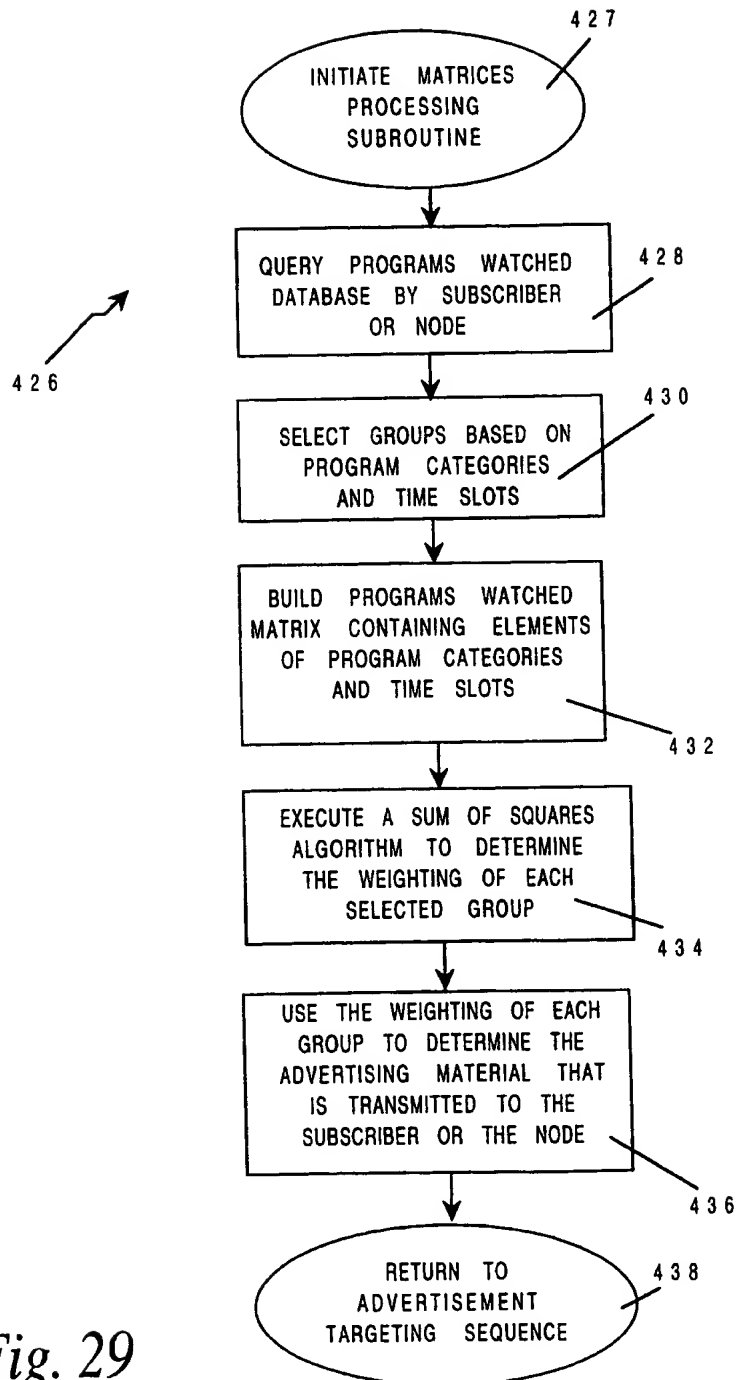 427
INITIATE MATRICES
PROCESSING
SUBROUTINE
428
QUERY PROGRAMS WATCHED
DATABASE BY SUBSCRIBER
OR NODE
426
430
SELECT GROUPS BASED ON
PROGRAM CATEGORIES
AND TIME SLOTS
BUILD PROGRAMS WATCHED
MATRIX CONTAINING ELEMENTS
OF PROGRAM CATEGORIES
AND TIME SLOTS
432
EXECUTE A SUM OF SQUARES
ALGORITHM TO DETERMINE
THE WEIGHTING OF EACH
SELECTED GROUP
434
USE THE WEIGHTING OF EACH
GROUP TO DETERMINE THE
ADVERTISING MATERIAL THAT
IS TRANSMITTED TO THE
SUBSCRIBER OR THE NODE
436
438
RETURN TO
ADVERTISEMENT
TARGETING SEQUENCE
Fig. 29